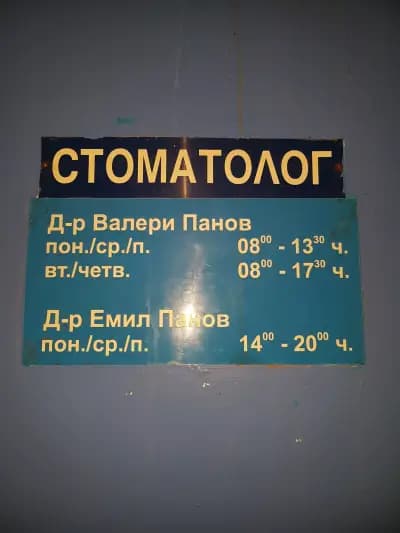 СТОМАТОЛОГ
Д-р Валери Панов
пон./ср./п. 08⁰⁰ - 13³⁰ ч.
вт./четв. 08⁰⁰ - 17³⁰ ч.
Д-р Емил Панов
пон./ср./п. 14⁰⁰ - 20⁰⁰ ч.